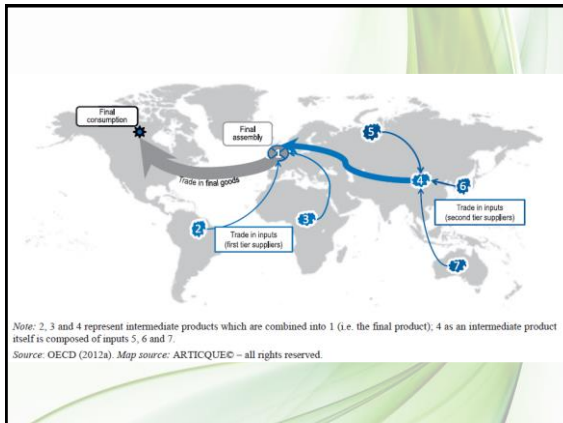 Final
consumption
Final
assembly
5
1
4
6
Trade in final goods
2
3
Trade in inputs
(first tier suppliers)
Trade in inputs
(second tier suppliers)
7
Note: 2, 3 and 4 represent intermediate products which are combined into 1 (i.e. the final product); 4 as an intermediate product
itself is composed of inputs 5, 6 and 7.
Source: OECD (2012a). Map source: ARTICQUE© – all rights reserved.